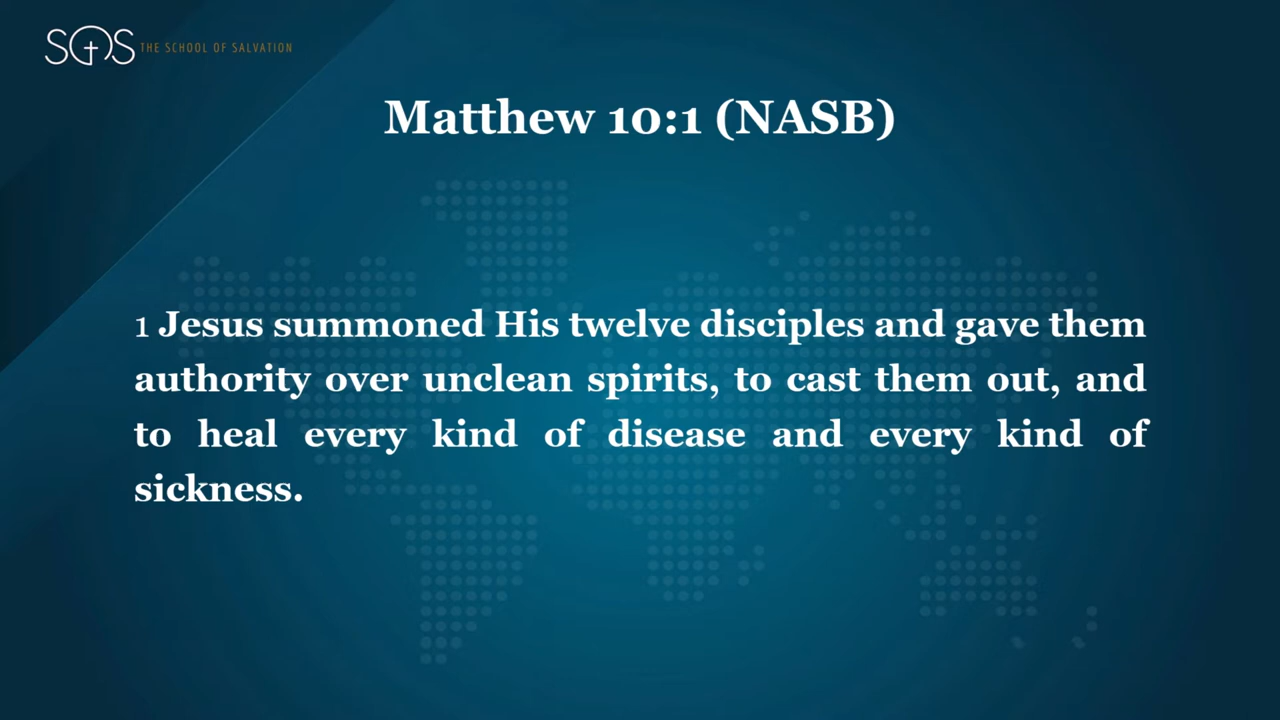 SOS THE SCHOOL OF SALVATION
Matthew 10:1 (NASB)
1 Jesus summoned His twelve disciples and gave them
authority over unclean spirits, to cast them out, and
to heal every kind of disease and every kind of
sickness.